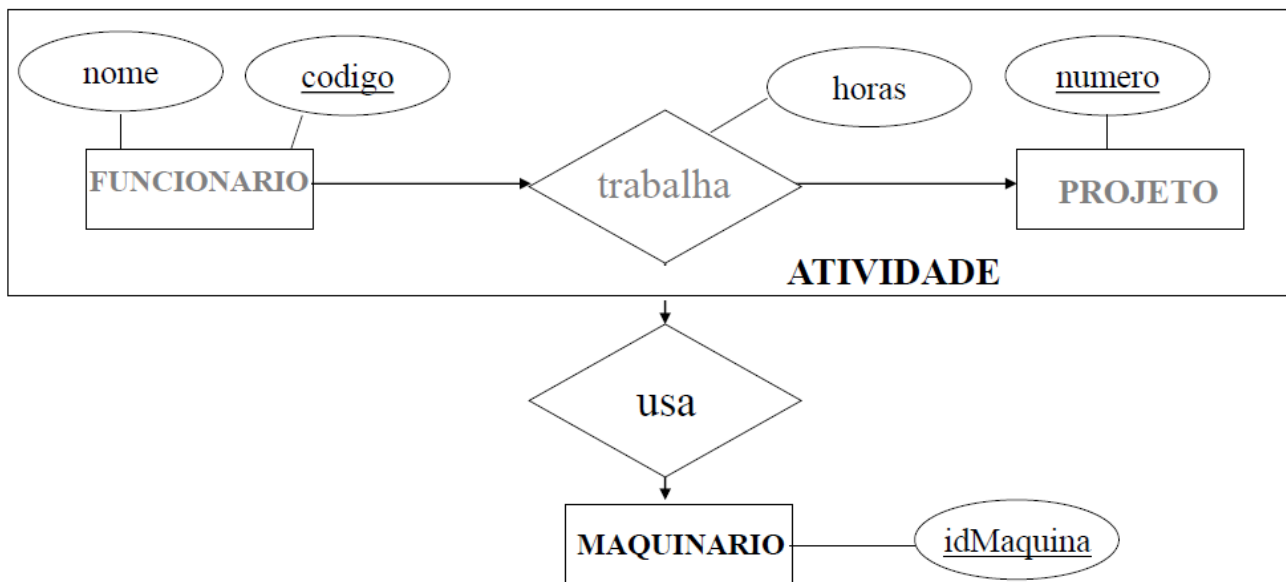 nome
codigo
horas
numero
FUNCIONARIO
trabalha
PROJETO
ATIVIDADE
usa
MAQUINARIO
idMaquina